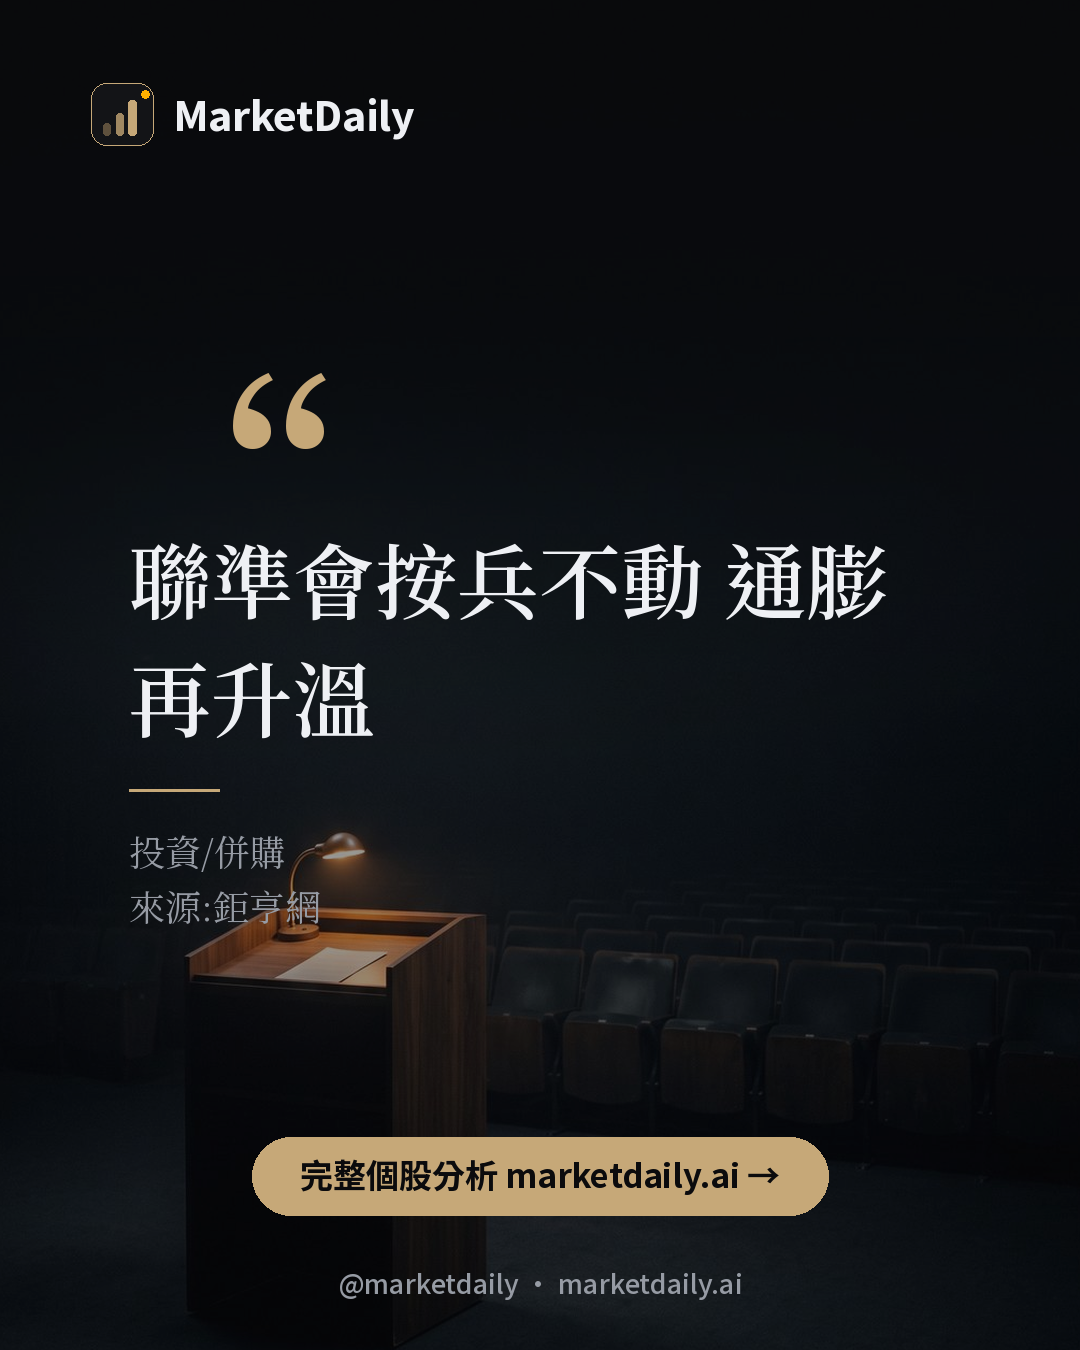 MarketDaily
“
聯準會按兵不動 通膨
再升溫
投資/併購
來源:鉅亨網
完整個股分析 marketdaily.ai →
@marketdaily • marketdaily.ai